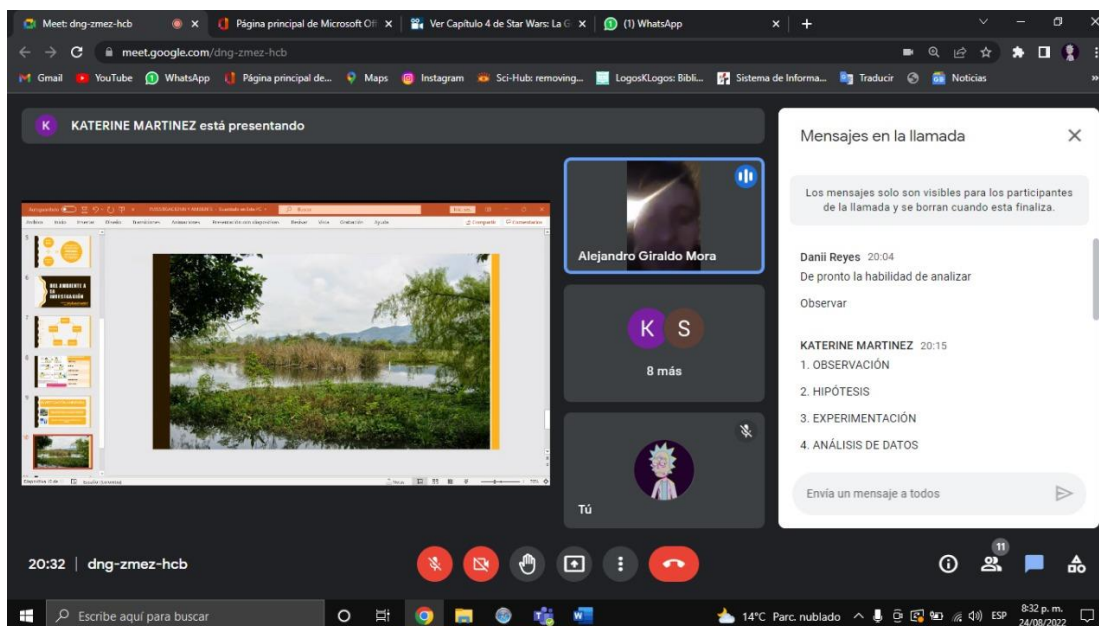 Meet: dng-zmez-hcb
Página principal de Microsoft Off
Ver Capítulo 4 de Star Wars: La G
(1) WhatsApp
meet.google.com/dng-zmez-hcb
Gmail
YouTube
WhatsApp
Página principal de...
Maps
Instagram
Sci-Hub: removing...
LogosKLogos: Bibli...
Sistema de Informa...
Traducir
Noticias
K KATERINE MARTINEZ está presentando
DEL AMBIENTE A
LA
INVESTIGACIÓN
Alejandro Giraldo Mora
K S
8 más
Tú
Mensajes en la llamada
Los mensajes solo son visibles para los participantes
de la llamada y se borran cuando esta finaliza.
Danii Reyes 20:04
De pronto la habilidad de analizar
Observar
KATERINE MARTINEZ 20:15
1. OBSERVACIÓN
2. HIPÓTESIS
3. EXPERIMENTACIÓN
4. ANÁLISIS DE DATOS
Envía un mensaje a todos
20:32 | dng-zmez-hcb
11
Escribe aquí para buscar
14°C Parc. nublado
ESP
8:32 p. m.
24/08/2022